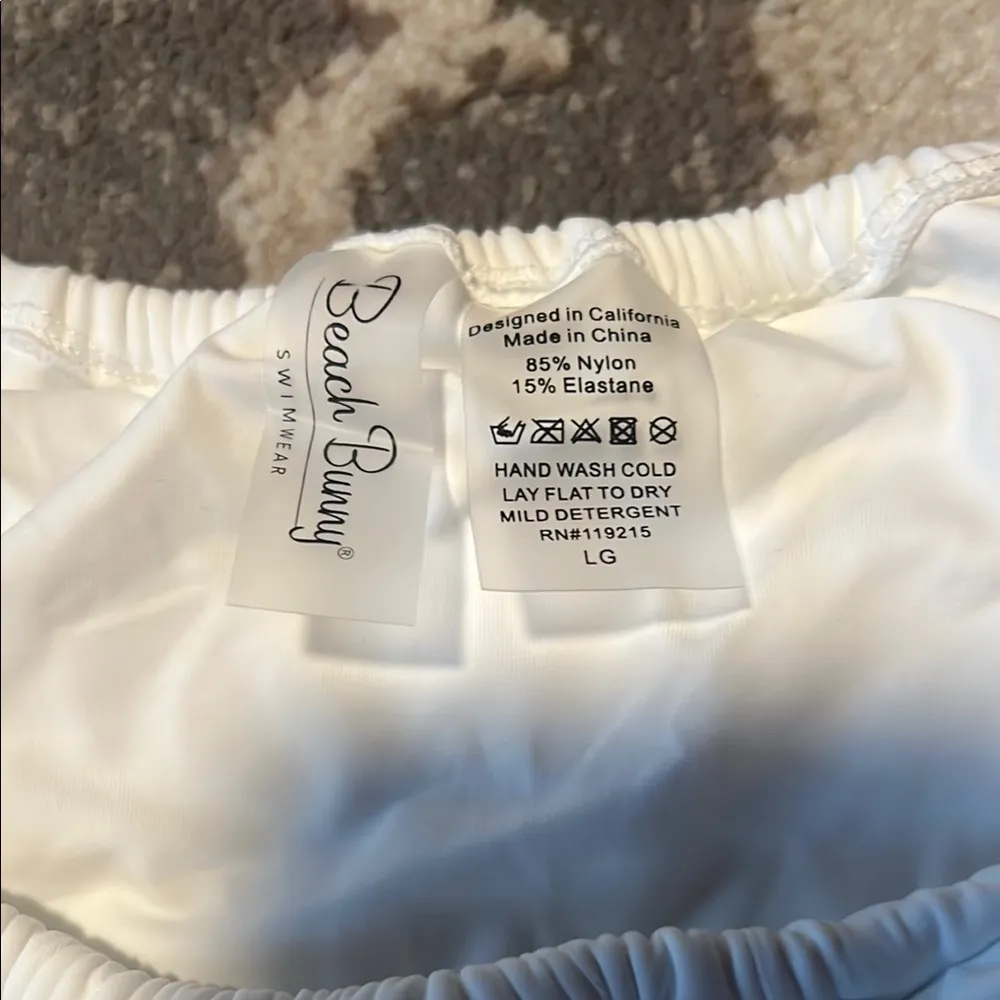 Beach Bunny®
SWIMWEAR
Designed in California
Made in China
85% Nylon
15% Elastane
HAND WASH COLD
LAY FLAT TO DRY
MILD DETERGENT
RN#119215
LG